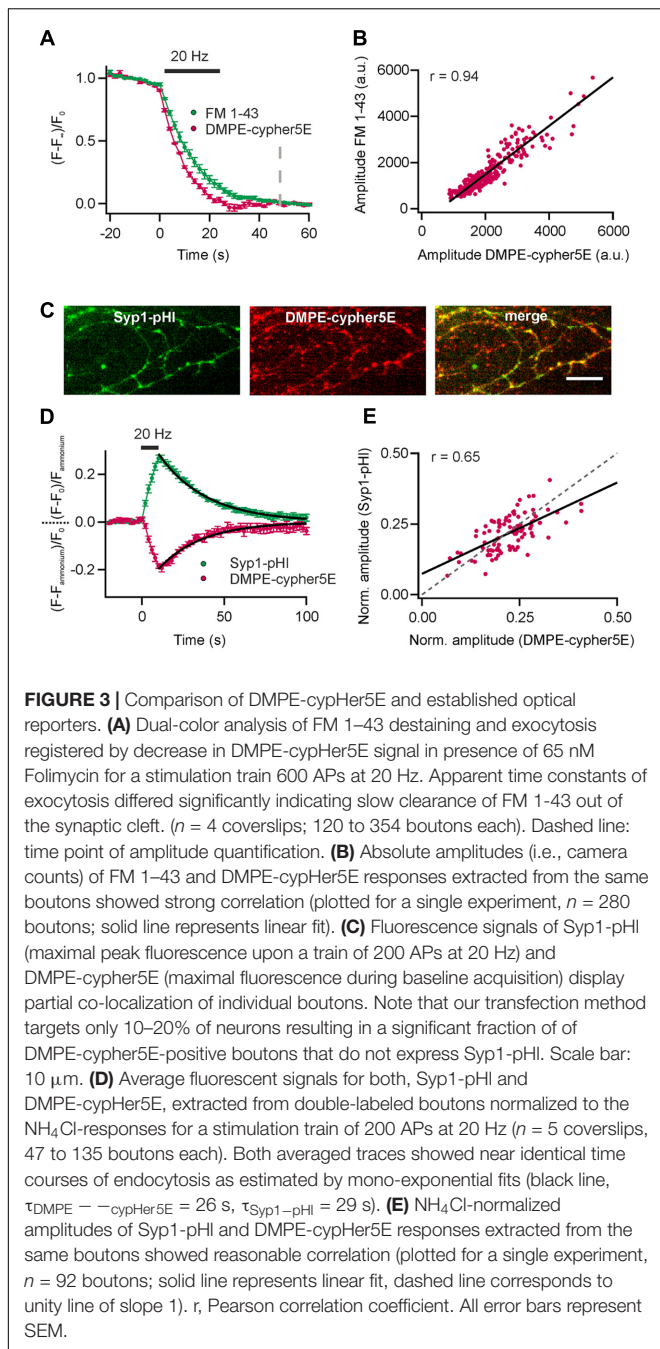 A
20 Hz
(F-F∞)/F0
1.0
0.5
0.0
FM 1-43
DMPE-cypher5E
-20 0 20 40 60
Time (s)
B
r = 0.94
Amplitude FM 1-43 (a.u.)
6000
4000
2000
0
0 2000 4000 6000
Amplitude DMPE-cypher5E (a.u.)
C
Syp1-pHl
DMPE-cypher5E
merge
D
20 Hz
(F-Fammonium)/F0
(F-F0)/Fammonium
0.2
0.0
-0.2
Syp1-pHl
DMPE-cypher5E
0 50 100
Time (s)
E
r = 0.65
Norm. amplitude (Syp1-pHl)
0.50
0.25
0.00
0.00 0.25 0.50
Norm. amplitude (DMPE-cypher5E)
FIGURE 3 | Comparison of DMPE-cypHer5E and established optical
reporters. (A) Dual-color analysis of FM 1–43 destaining and exocytosis
registered by decrease in DMPE-cypHer5E signal in presence of 65 nM
Folimycin for a stimulation train 600 APs at 20 Hz. Apparent time constants of
exocytosis differed significantly indicating slow clearance of FM 1-43 out of
the synaptic cleft. (n = 4 coverslips; 120 to 354 boutons each). Dashed line:
time point of amplitude quantification. (B) Absolute amplitudes (i.e., camera
counts) of FM 1–43 and DMPE-cypHer5E responses extracted from the same
boutons showed strong correlation (plotted for a single experiment, n = 280
boutons; solid line represents linear fit). (C) Fluorescence signals of Syp1-pHl
(maximal peak fluorescence upon a train of 200 APs at 20 Hz) and
DMPE-cypher5E (maximal fluorescence during baseline acquisition) display
partial co-localization of individual boutons. Note that our transfection method
targets only 10–20% of neurons resulting in a significant fraction of of
DMPE-cypher5E-positive boutons that do not express Syp1-pHl. Scale bar:
10 μm. (D) Average fluorescent signals for both, Syp1-pHl and
DMPE-cypHer5E, extracted from double-labeled boutons normalized to the
NH4Cl-responses for a stimulation train of 200 APs at 20 Hz (n = 5 coverslips,
47 to 135 boutons each). Both averaged traces showed near identical time
courses of endocytosis as estimated by mono-exponential fits (black line,
τDMPE − −cypHer5E = 26 s, τSyp1−pHl = 29 s). (E) NH4Cl-normalized
amplitudes of Syp1-pHl and DMPE-cypHer5E responses extracted from the
same boutons showed reasonable correlation (plotted for a single experiment,
n = 92 boutons; solid line represents linear fit, dashed line corresponds to
unity line of slope 1). r, Pearson correlation coefficient. All error bars represent
SEM.